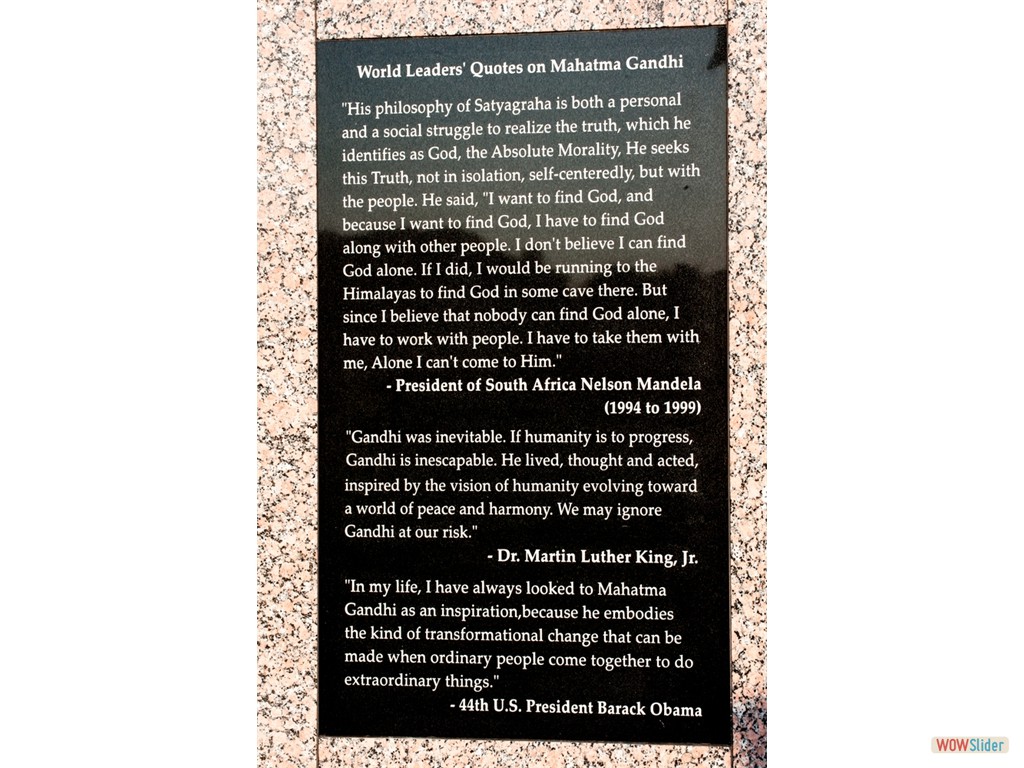 World Leaders' Quotes on Mahatma Gandhi
"His philosophy of Satyagraha is both a personal
and a social struggle to realize the truth, which he
identifies as God, the Absolute Morality, He seeks
this Truth, not in isolation, self-centeredly, but with
the people. He said, "I want to find God, and
because I want to find God, I have to find God
along with other people. I don't believe I can find
God alone. If I did, I would be running to the
Himalayas to find God in some cave there. But
since I believe that nobody can find God alone, I
have to work with people. I have to take them with
me, Alone I can't come to Him."
- President of South Africa Nelson Mandela
(1994 to 1999)
"Gandhi was inevitable. If humanity is to progress,
Gandhi is inescapable. He lived, thought and acted,
inspired by the vision of humanity evolving toward
a world of peace and harmony. We may ignore
Gandhi at our risk."
- Dr. Martin Luther King, Jr.
"In my life, I have always looked to Mahatma
Gandhi as an inspiration,because he embodies
the kind of transformational change that can be
made when ordinary people come together to do
extraordinary things."
- 44th U.S. President Barack Obama
WOWSlider